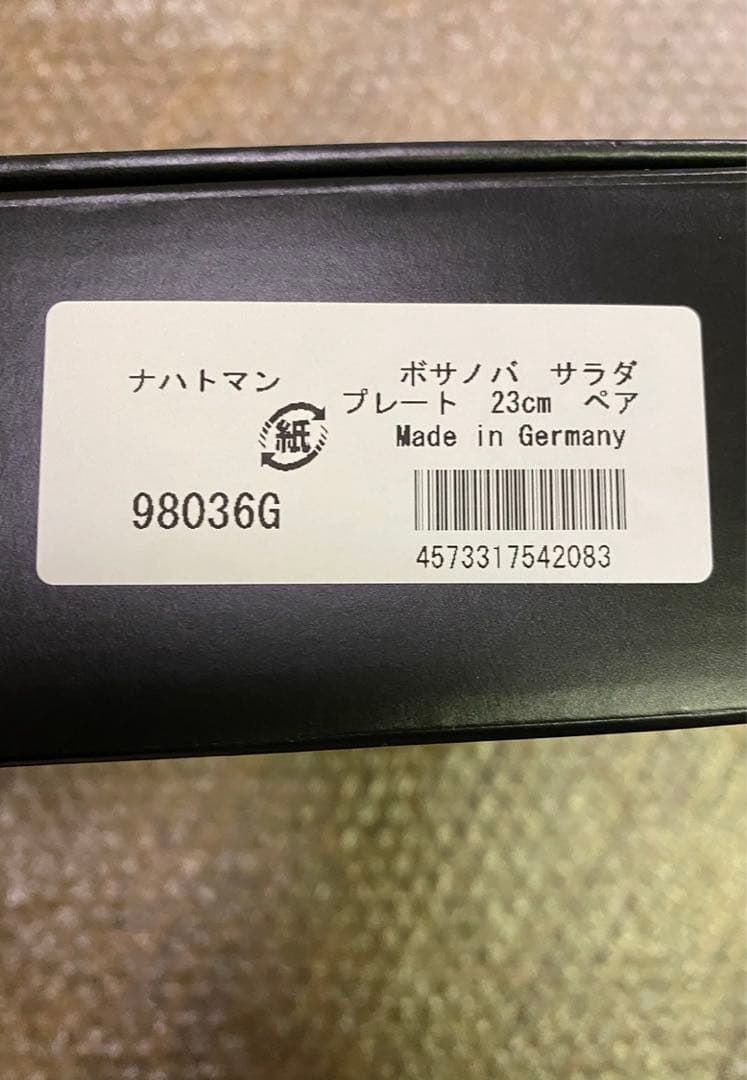 ナハトマン
ボサノバ　サラダ
プレート　23cm　ペア
紙
Made in Germany
98036G
4573317542083